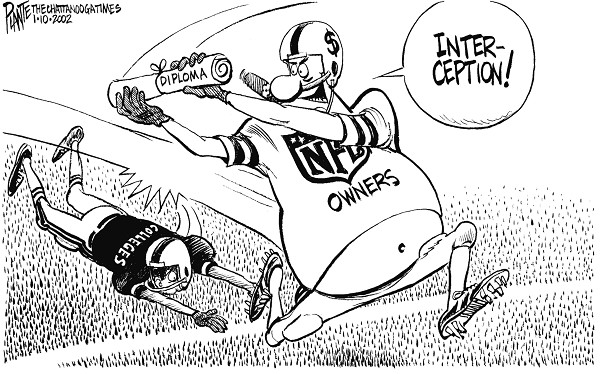 PLANTE THE CHATTANOOGA TIMES
1·10·2002
DIPLOMA
$
INTER-
CEPTION!
NFL
OWNERS
COLLEGES